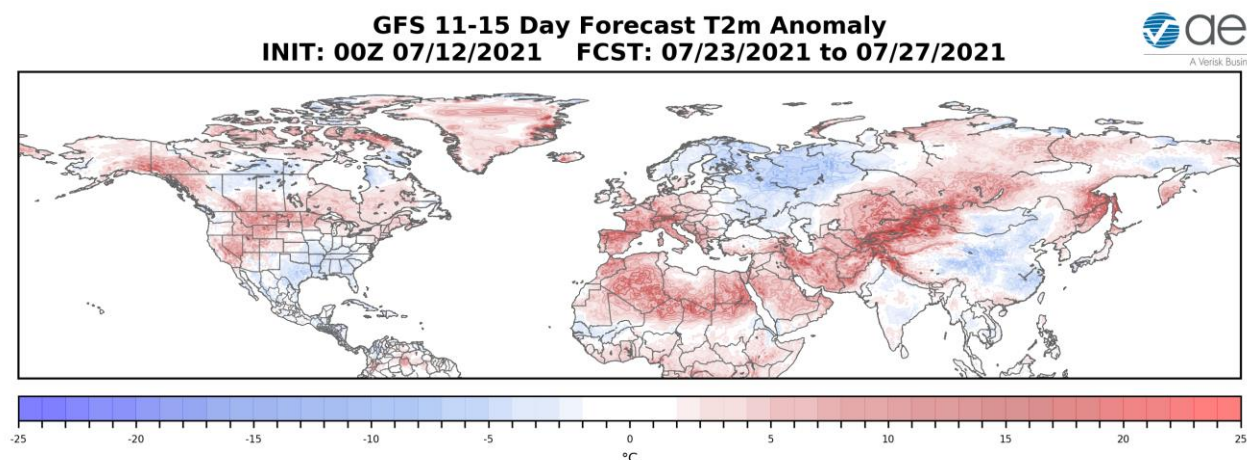 GFS 11-15 Day Forecast T2m Anomaly
INIT: 00Z 07/12/2021 FCST: 07/23/2021 to 07/27/2021
ae
A Verisk Busin
-25 -20 -15 -10 -5 0 5 10 15 20 25
°C